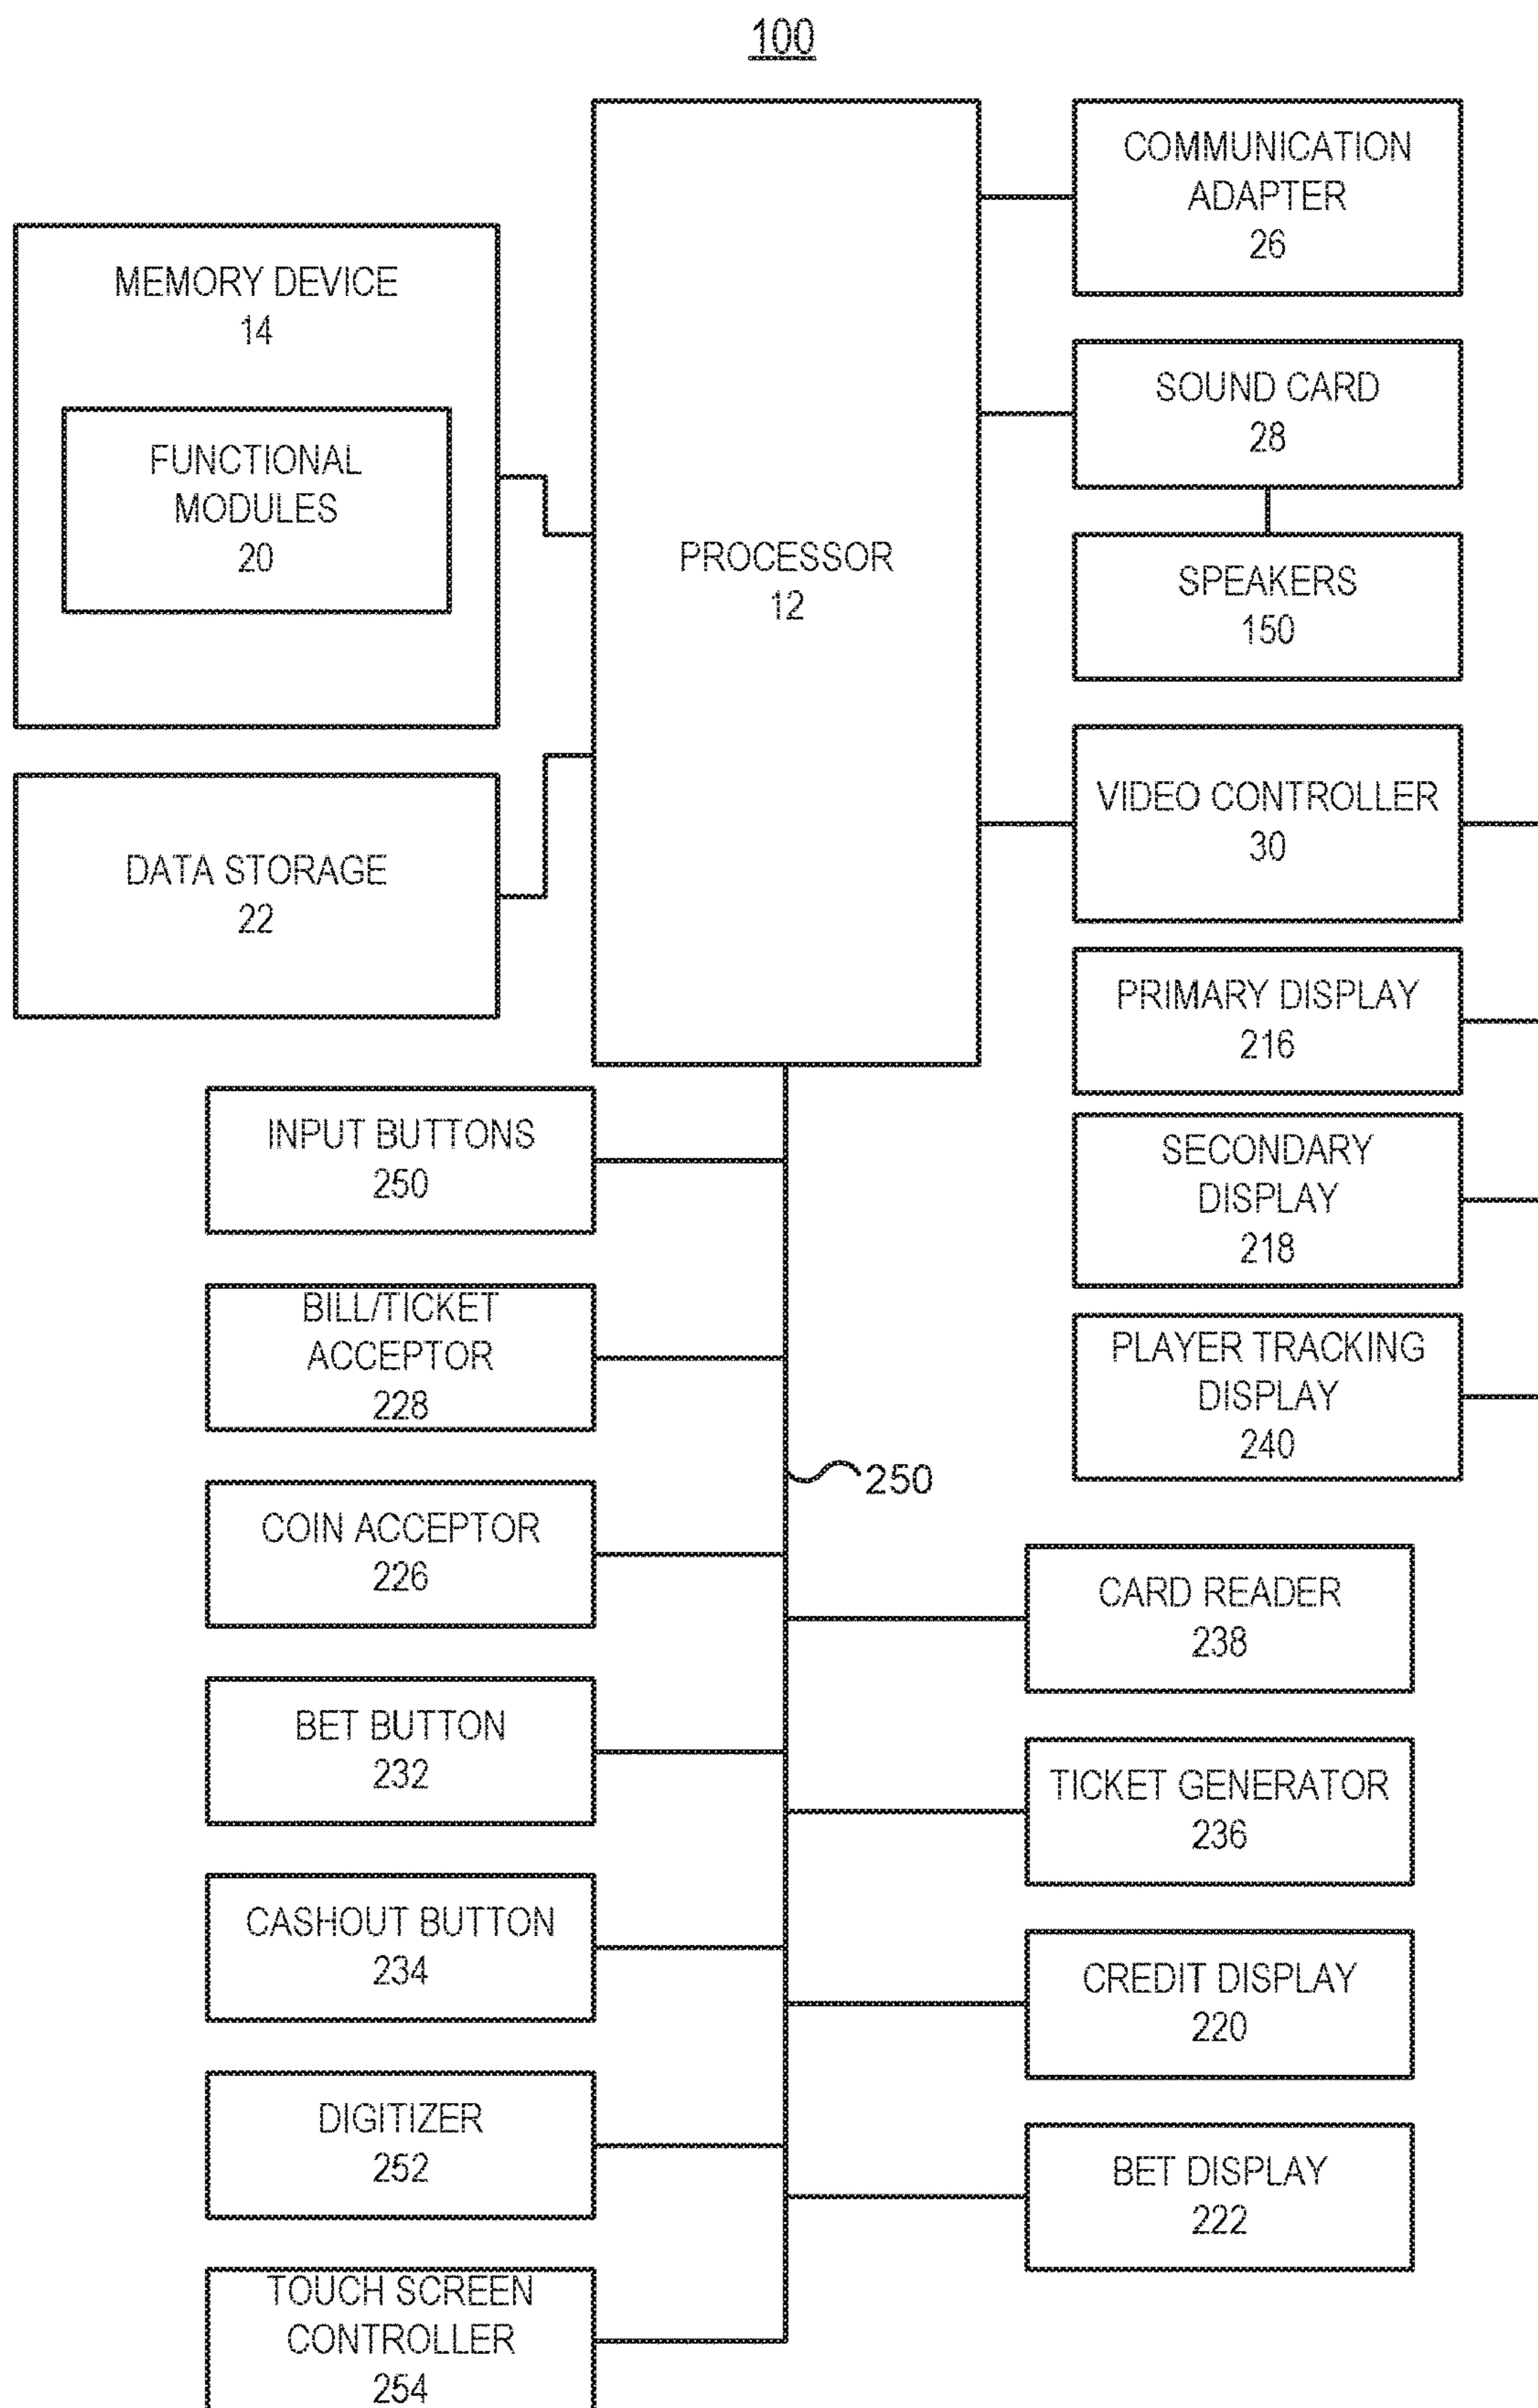 100
COMMUNICATION
ADAPTER
26
MEMORY DEVICE
14
FUNCTIONAL
MODULES
20
PROCESSOR
12
SOUND CARD
28
SPEAKERS
150
VIDEO CONTROLLER
30
DATA STORAGE
22
PRIMARY DISPLAY
216
INPUT BUTTONS
250
SECONDARY
DISPLAY
218
BILL/TICKET
ACCEPTOR
228
PLAYER TRACKING
DISPLAY
240
250
COIN ACCEPTOR
226
CARD READER
238
BET BUTTON
232
TICKET GENERATOR
236
CASHOUT BUTTON
234
CREDIT DISPLAY
220
DIGITIZER
252
BET DISPLAY
222
TOUCH SCREEN
CONTROLLER
254